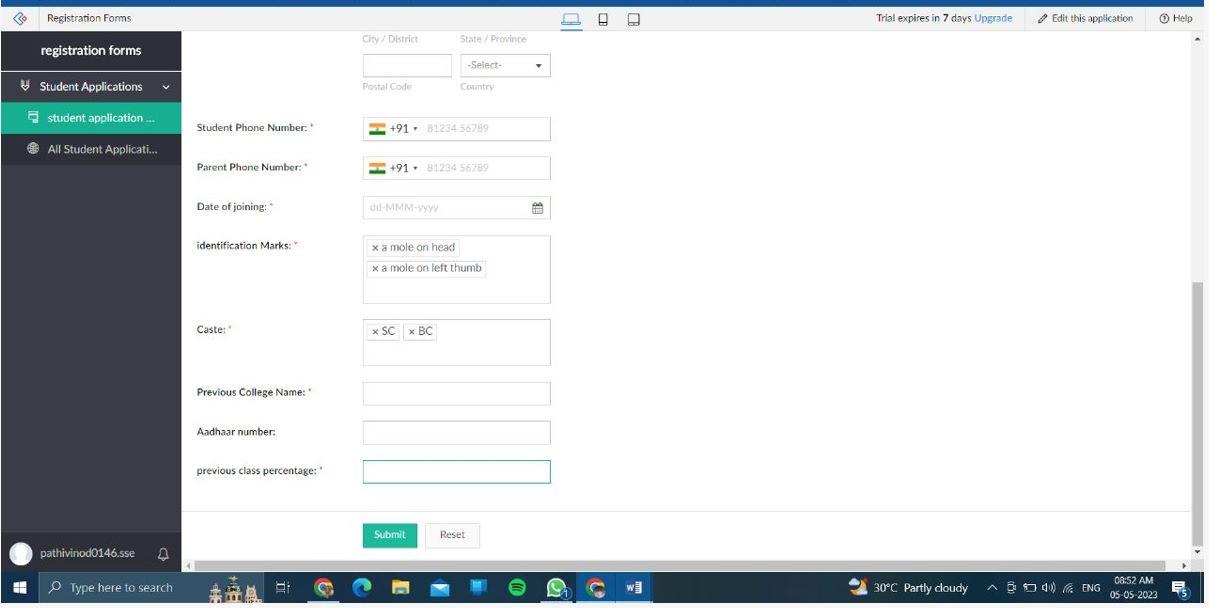 Registration Forms
Trial expires in 7 days Upgrade
Edit this application
Help
registration forms
Student Applications
student application ...
All Student Applicati...
City / District
State / Province
-Select-
Postal Code
Country
Student Phone Number: *
+91 81234 56789
Parent Phone Number: *
+91 81234 56789
Date of joining: *
dd-MMM-yyyy
identification Marks: *
× a mole on head
× a mole on left thumb
Caste: *
× SC × BC
Previous College Name: *
Aadhaar number:
previous class percentage: *
Submit
Reset
pathivinod0146.sse
Type here to search
1
30°C Partly cloudy
ENG
08:52 AM
05-05-2023
5